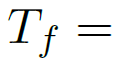 T_f =